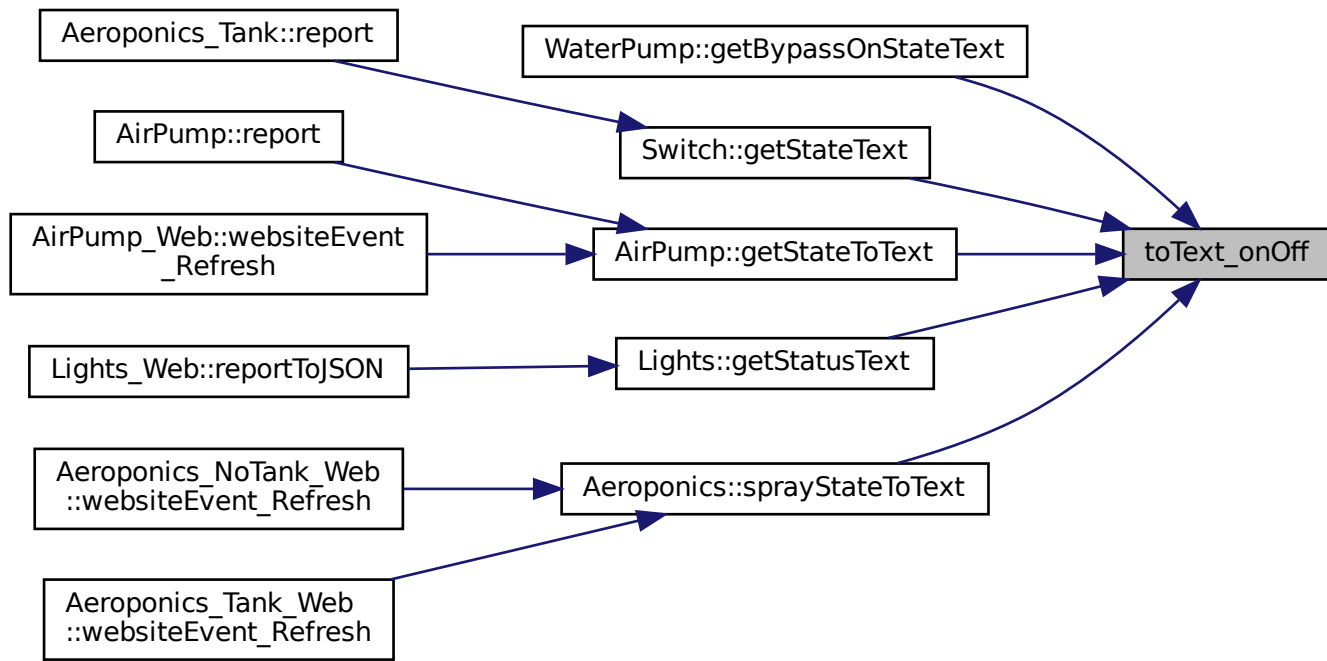 Aeroponics_Tank::report
WaterPump::getBypassOnStateText
AirPump::report
Switch::getStateText
AirPump_Web::websiteEvent
_Refresh
AirPump::getStateToText
toText_onOff
Lights_Web::reportToJSON
Lights::getStatusText
Aeroponics_NoTank_Web
::websiteEvent_Refresh
Aeroponics::sprayStateToText
Aeroponics_Tank_Web
::websiteEvent_Refresh